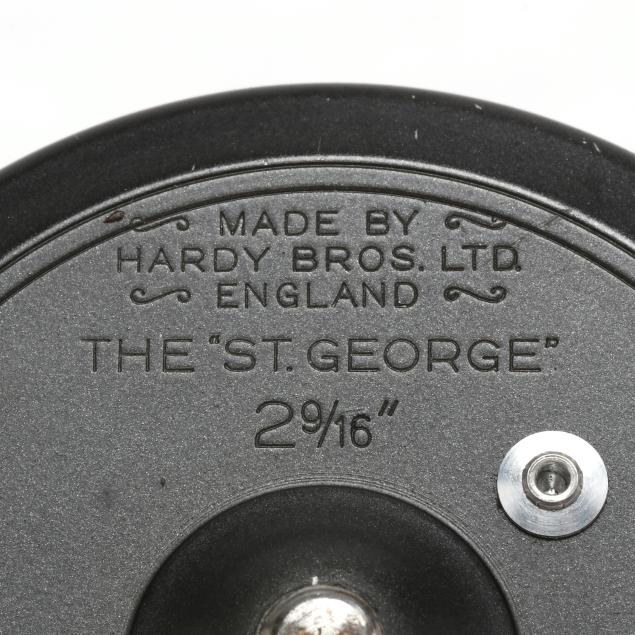 MADE BY
HARDY BROS. LTD.
ENGLAND
THE "ST. GEORGE"
2 9/16"